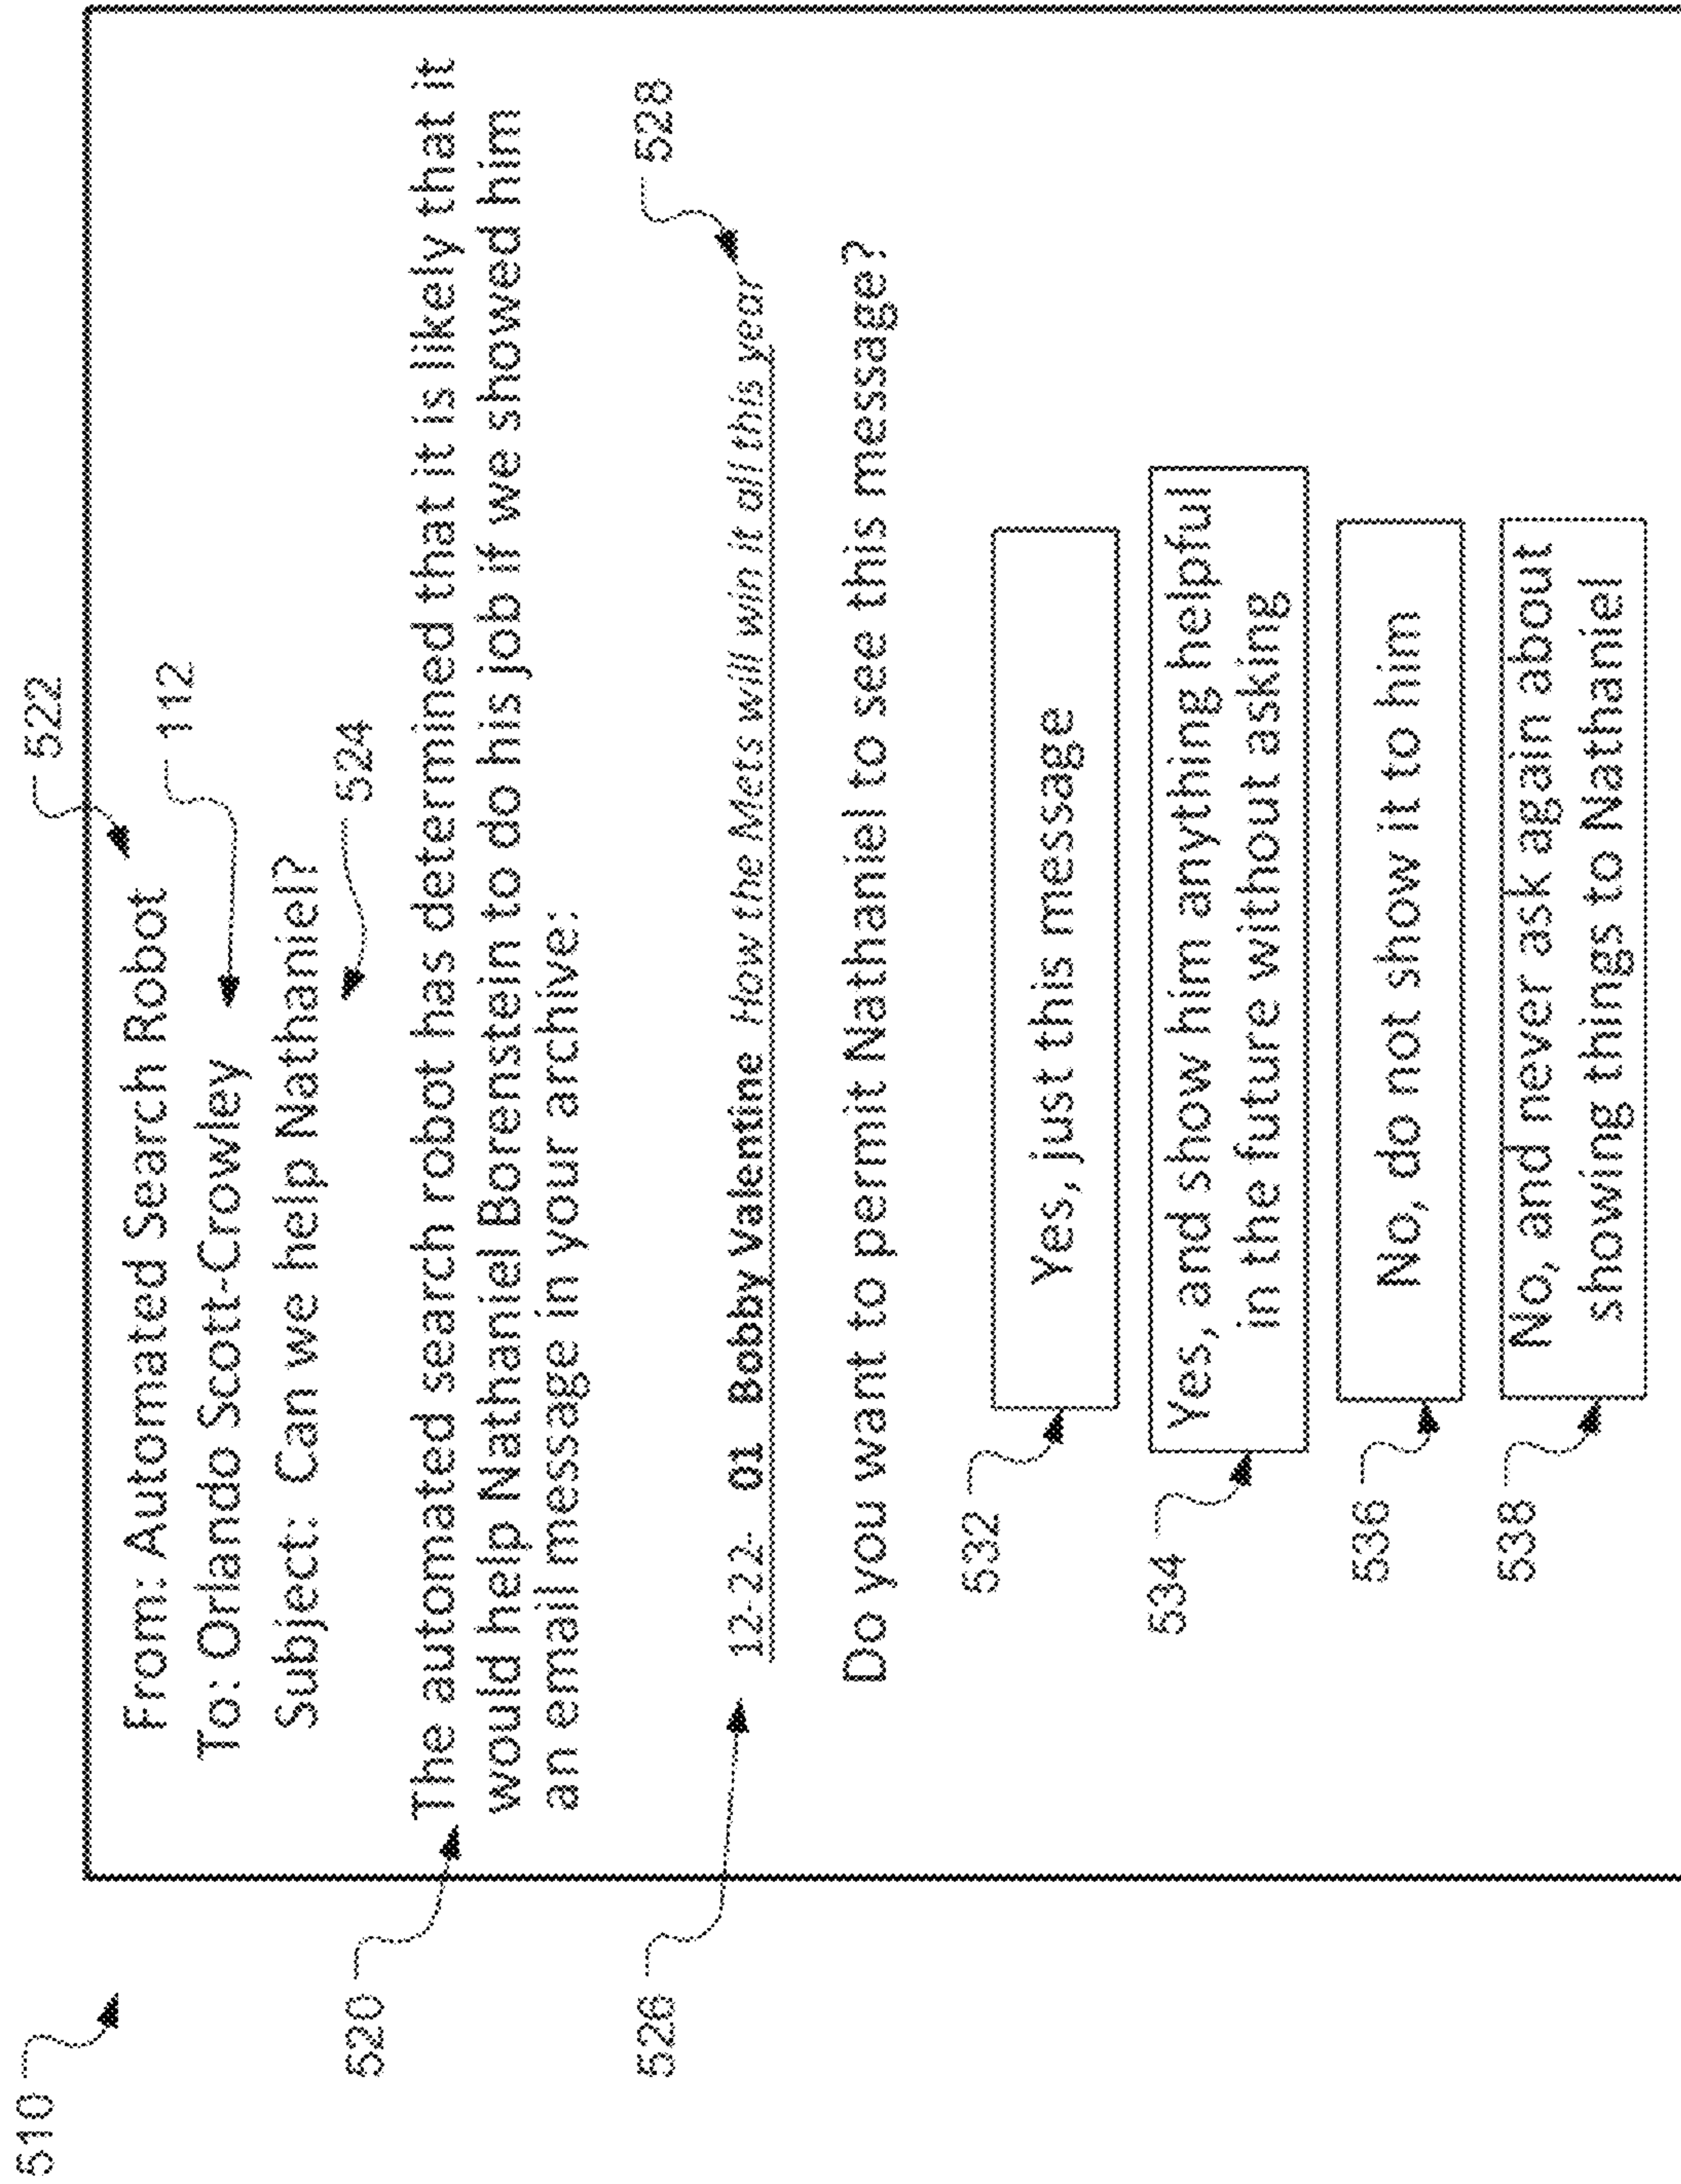 510
522
From: Automated Search Robot
112
To: Orlando Scott-Crowley
Subject: Can we help Nathaniel?
524
520
The automated search robot has determined that it is likely that it
would help Nathaniel Borenstein to do his job if we showed him
an email message in your archive:
528
526
12-22- 01 Bobby Valentine How the Mets will win it all this year
Do you want to permit Nathaniel to see this message?
532
Yes, just this message
534
Yes, and show him anything helpful
in the future without asking
536
No, do not show it to him
538
No, and never ask again about
showing things to Nathaniel